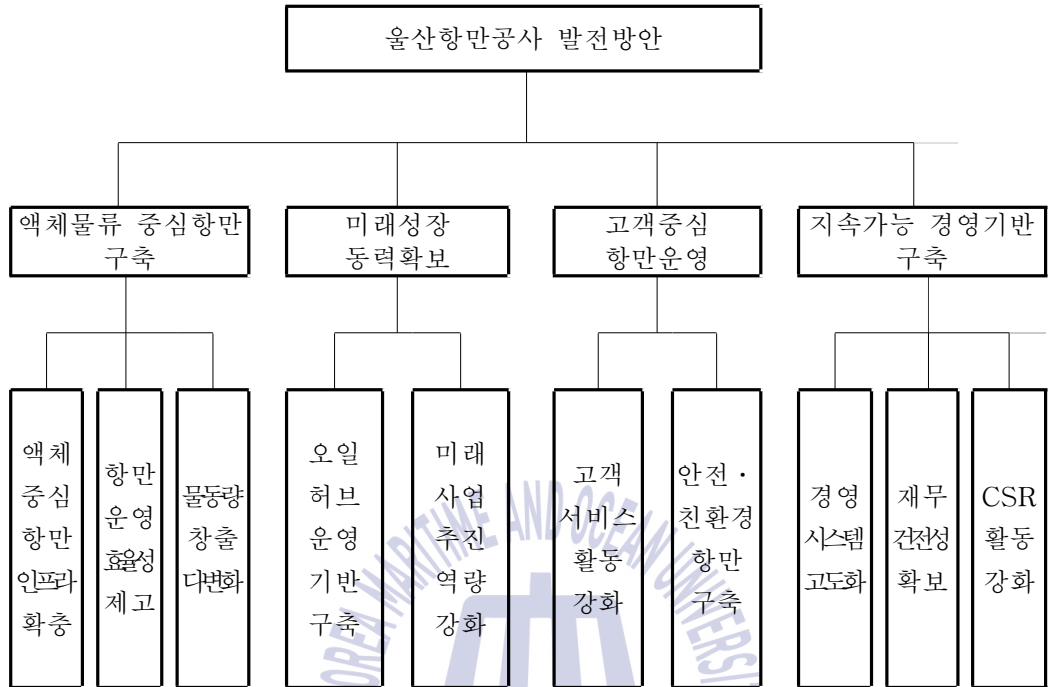 울산항만공사 발전방안
액체물류 중심항만
구축
미래성장
동력확보
고객중심
항만운영
지속가능 경영기반
구축
액체
중심
항만
인프라
확충
항만
운영
효율성
제고
물동량
창출
다변화
오일
허브
운영
기반
구축
미래
사업
추진
역량
강화
고객
서비스
활동
강화
안전·
친환경
항만
구축
경영
시스템
고도화
재무
건전성
확보
CSR
활동
강화
KOREA MARITIME AND OCEAN UNIVERSI